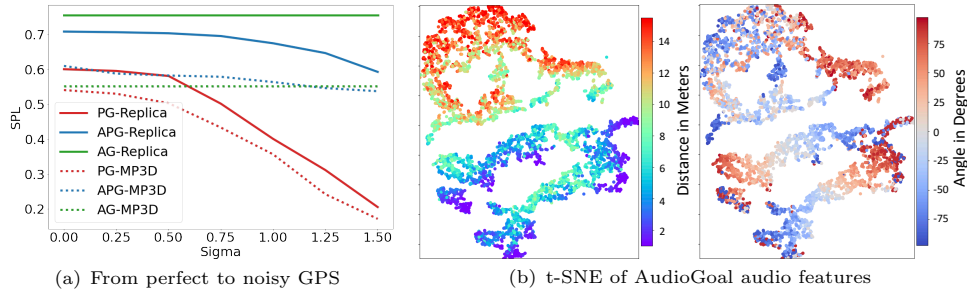 0.7
0.6
0.5
0.4
0.3
0.2
SPL
PG-Replica
APG-Replica
AG-Replica
PG-MP3D
APG-MP3D
AG-MP3D
0.00 0.25 0.50 0.75 1.00 1.25 1.50
Sigma
(a) From perfect to noisy GPS
14
12
10
8
6
4
2
Distance in Meters
75
50
25
0
-25
-50
-75
Angle in Degrees
(b) t-SNE of AudioGoal audio features